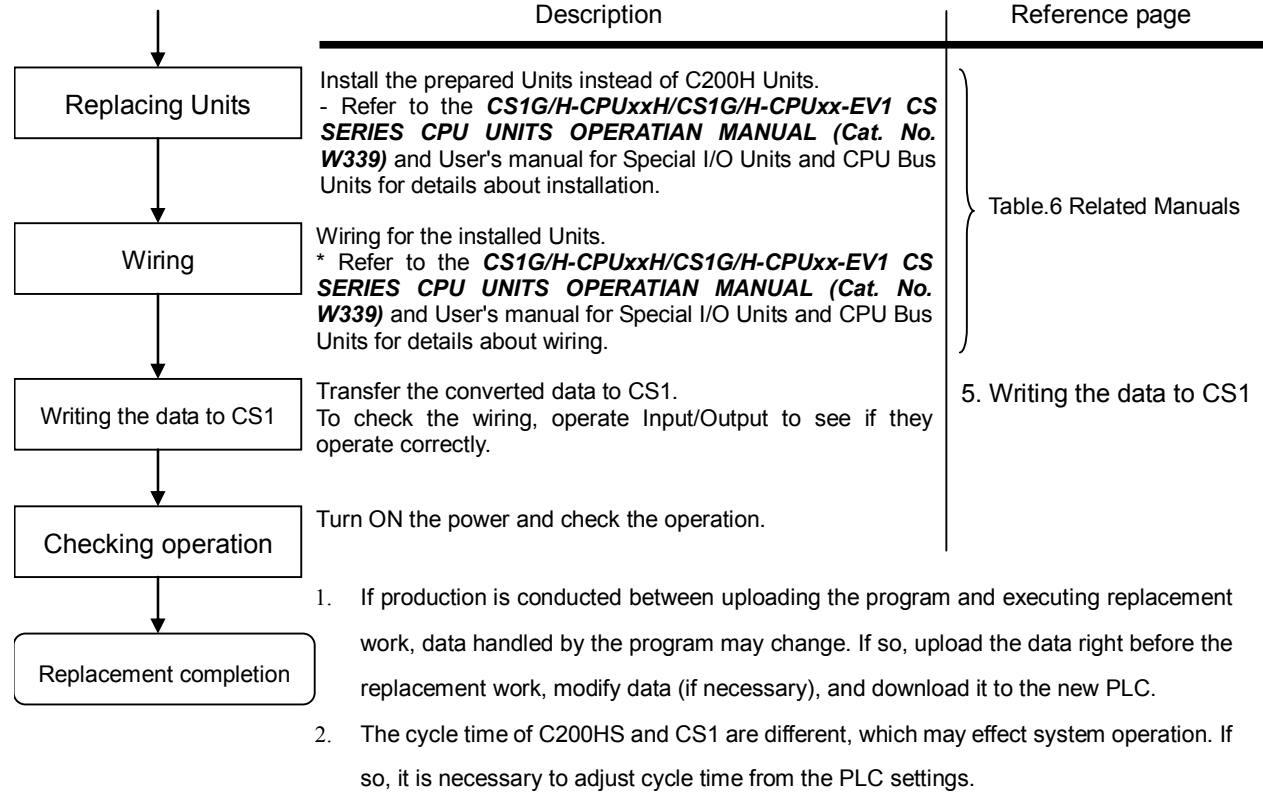 Description Reference page
Replacing Units
Install the prepared Units instead of C200H Units.
- Refer to the CS1G/H-CPUxxH/CS1G/H-CPUxx-EV1 CS
SERIES CPU UNITS OPERATIAN MANUAL (Cat. No.
W339) and User's manual for Special I/O Units and CPU Bus
Units for details about installation.
Table.6 Related Manuals
Wiring
Wiring for the installed Units.
* Refer to the CS1G/H-CPUxxH/CS1G/H-CPUxx-EV1 CS
SERIES CPU UNITS OPERATIAN MANUAL (Cat. No.
W339) and User's manual for Special I/O Units and CPU Bus
Units for details about wiring.
Writing the data to CS1
Transfer the converted data to CS1.
To check the wiring, operate Input/Output to see if they
operate correctly.
5. Writing the data to CS1
Checking operation
Turn ON the power and check the operation.
Replacement completion
1. If production is conducted between uploading the program and executing replacement
work, data handled by the program may change. If so, upload the data right before the
replacement work, modify data (if necessary), and download it to the new PLC.
2. The cycle time of C200HS and CS1 are different, which may effect system operation. If
so, it is necessary to adjust cycle time from the PLC settings.